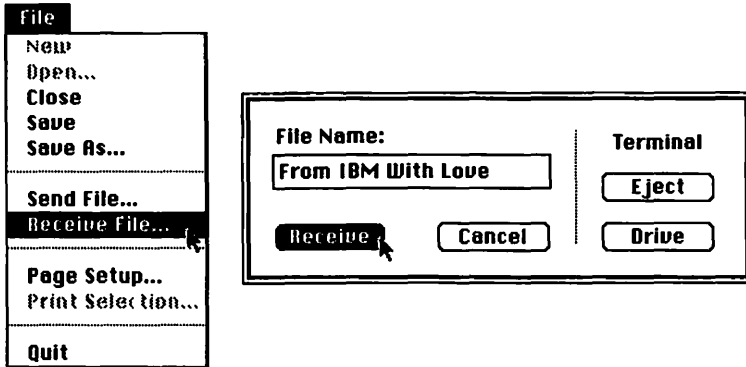 File
New
Open...
Close
Save
Save As...
Send File...
Receive File...
Page Setup...
Print Selection...
Quit
File Name:
From IBM With Love
Receive
Cancel
Terminal
Eject
Drive